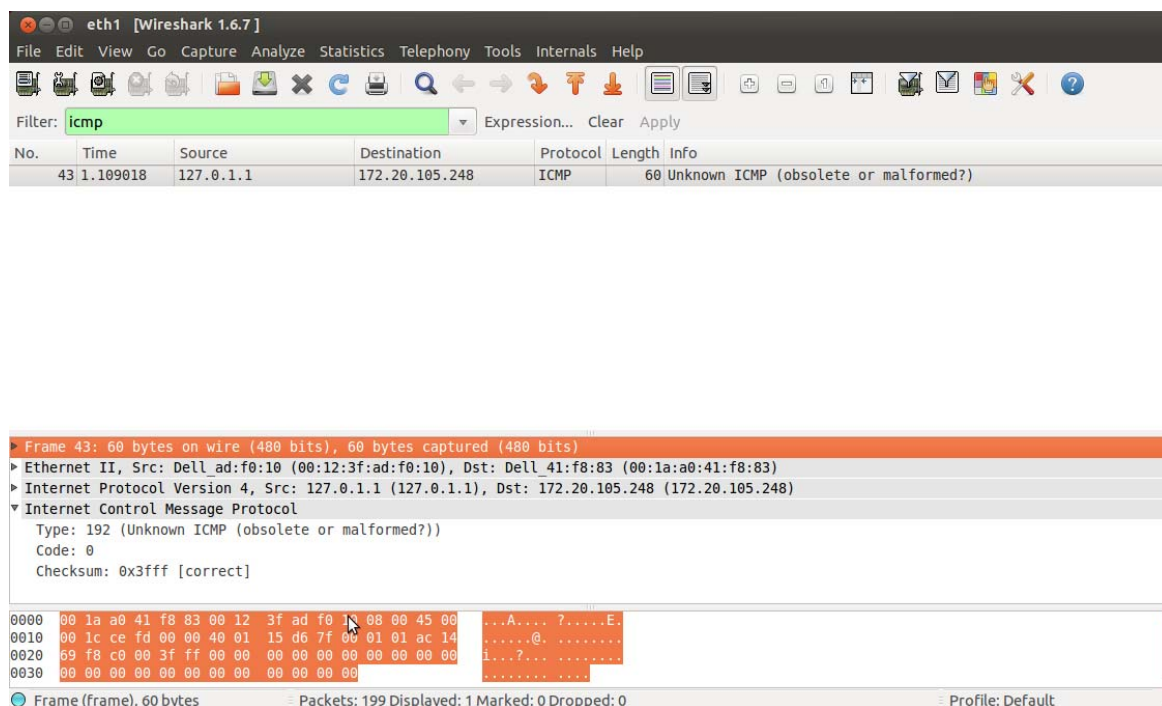 eth1 [Wireshark 1.6.7 ]
File Edit View Go Capture Analyze Statistics Telephony Tools Internals Help
Filter: icmp Expression... Clear Apply
No. Time Source Destination Protocol Length Info
43 1.109018 127.0.1.1 172.20.105.248 ICMP 60 Unknown ICMP (obsolete or malformed?)
Frame 43: 60 bytes on wire (480 bits), 60 bytes captured (480 bits)
Ethernet II, Src: Dell_ad:f0:10 (00:12:3f:ad:f0:10), Dst: Dell_41:f8:83 (00:1a:a0:41:f8:83)
Internet Protocol Version 4, Src: 127.0.1.1 (127.0.1.1), Dst: 172.20.105.248 (172.20.105.248)
Internet Control Message Protocol
Type: 192 (Unknown ICMP (obsolete or malformed?))
Code: 0
Checksum: 0x3fff [correct]
0000 00 1a a0 41 f8 83 00 12 3f ad f0 10 08 00 45 00 ...A.... ?.....E.
0010 00 1c ce fd 00 00 40 01 15 d6 7f 00 01 01 ac 14 ......@. ........
0020 69 f8 c0 00 3f ff 00 00 00 00 00 00 00 00 00 00 i...?... ........
0030 00 00 00 00 00 00 00 00 00 00 00 00 ........ ....
Frame (frame), 60 bytes Packets: 199 Displayed: 1 Marked: 0 Dropped: 0 Profile: Default